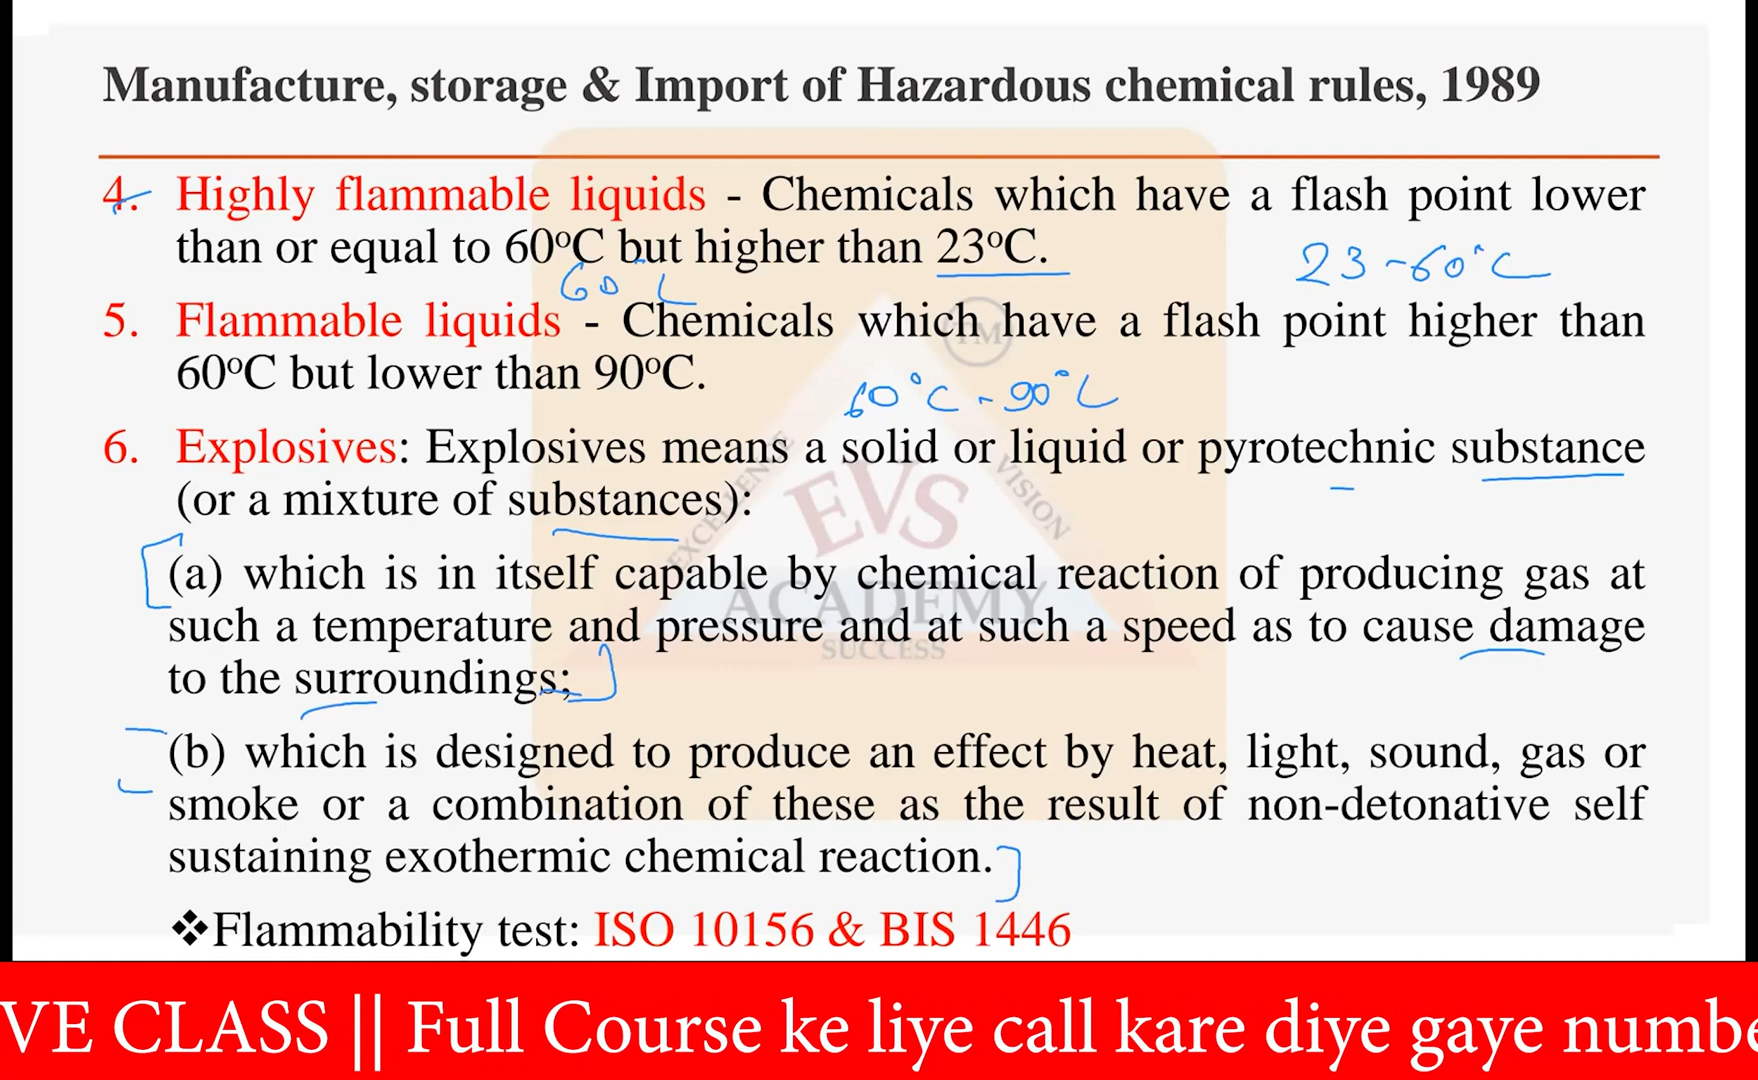 Manufacture, storage & Import of Hazardous chemical rules, 1989
4. Highly flammable liquids - Chemicals which have a flash point lower
than or equal to 60°C but higher than 23°C.
23-60°C
60°C
5. Flammable liquids - Chemicals which have a flash point higher than
60°C but lower than 90°C.
60°C - 90°C
6. Explosives: Explosives means a solid or liquid or pyrotechnic substance
(or a mixture of substances):
(a) which is in itself capable by chemical reaction of producing gas at
such a temperature and pressure and at such a speed as to cause damage
to the surroundings;
(b) which is designed to produce an effect by heat, light, sound, gas or
smoke or a combination of these as the result of non-detonative self
sustaining exothermic chemical reaction.
❖Flammability test: ISO 10156 & BIS 1446
TM
EXCELLENCE
VISION
EVS
ACADEMY
SUCCESS
VE CLASS || Full Course ke liye call kare diye gaye numbe